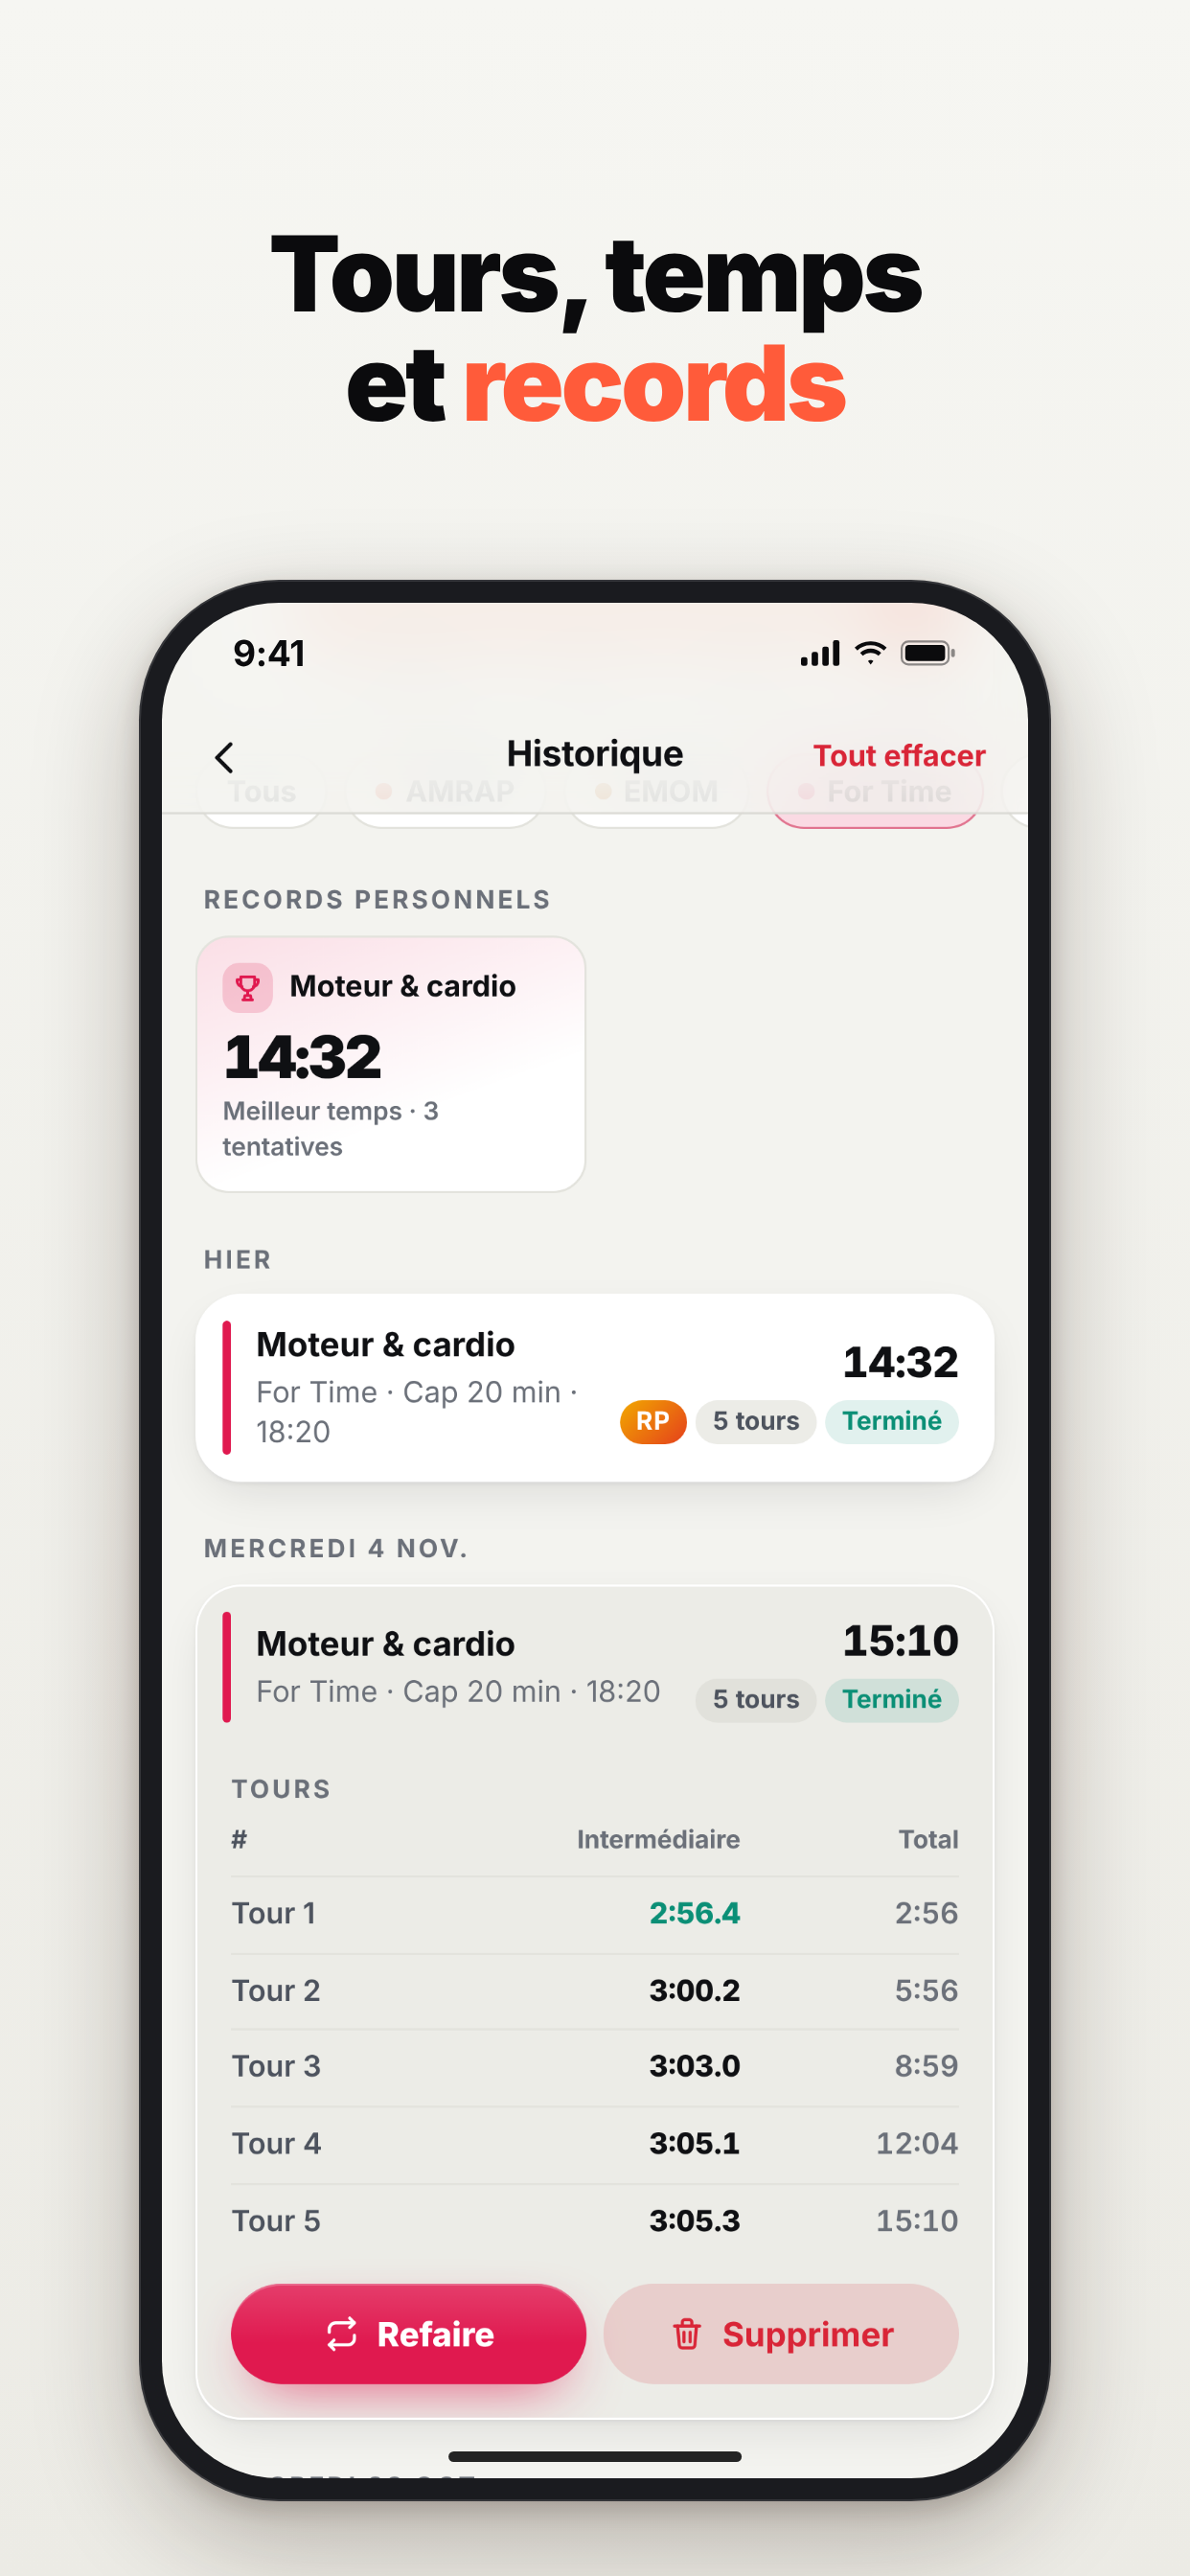 Tours, temps
et records
9:41
Historique
Tout effacer
Tous
AMRAP
EMOM
For Time
RECORDS PERSONNELS
Moteur & cardio
14:32
Meilleur temps · 3
tentatives
HIER
Moteur & cardio
14:32
For Time · Cap 20 min ·
18:20
RP
5 tours
Terminé
MERCREDI 4 NOV.
Moteur & cardio
15:10
For Time · Cap 20 min · 18:20
5 tours
Terminé
TOURS
# Intermédiaire Total
Tour 1 2:56.4 2:56
Tour 2 3:00.2 5:56
Tour 3 3:03.0 8:59
Tour 4 3:05.1 12:04
Tour 5 3:05.3 15:10
Refaire
Supprimer